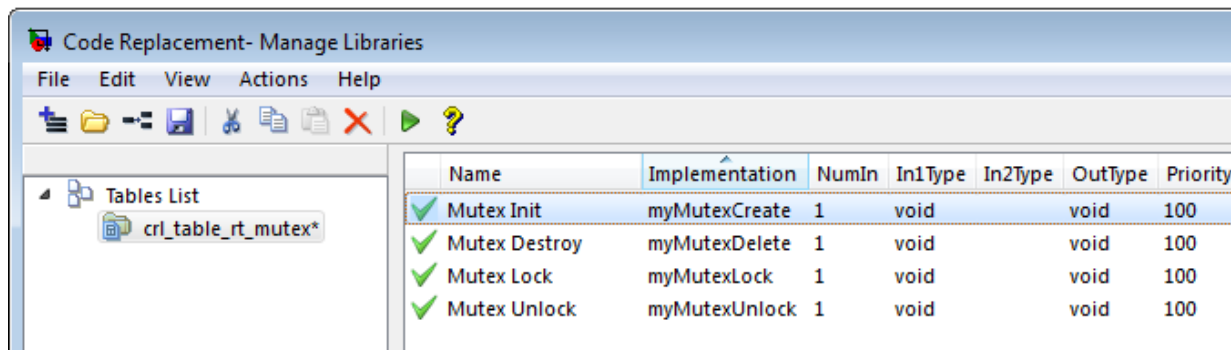 Code Replacement- Manage Libraries
File Edit View Actions Help
Name Implementation NumIn In1Type In2Type OutType Priority
Tables List
crl_table_rt_mutex*
Mutex Init myMutexCreate 1 void void 100
Mutex Destroy myMutexDelete 1 void void 100
Mutex Lock myMutexLock 1 void void 100
Mutex Unlock myMutexUnlock 1 void void 100